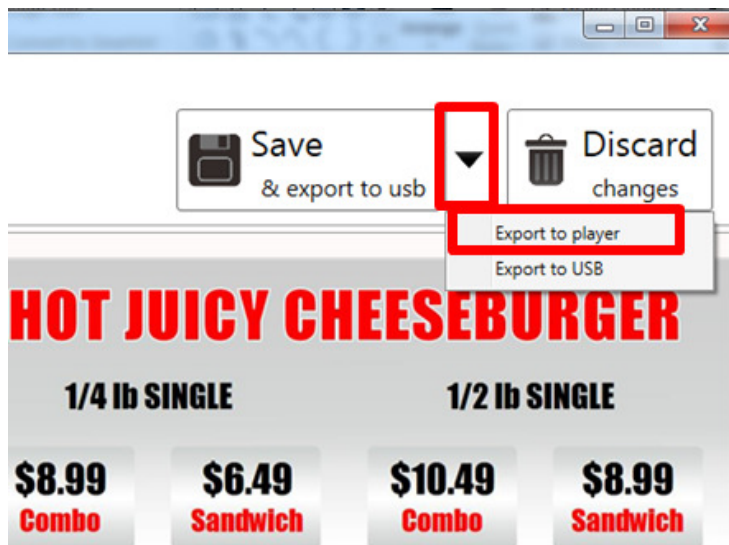 Save
& export to usb
Discard
changes
Export to player
Export to USB
HOT JUICY CHEESEBURGER
1/4 lb SINGLE
1/2 lb SINGLE
$8.99
$6.49
$10.49
$8.99
Combo
Sandwich
Combo
Sandwich